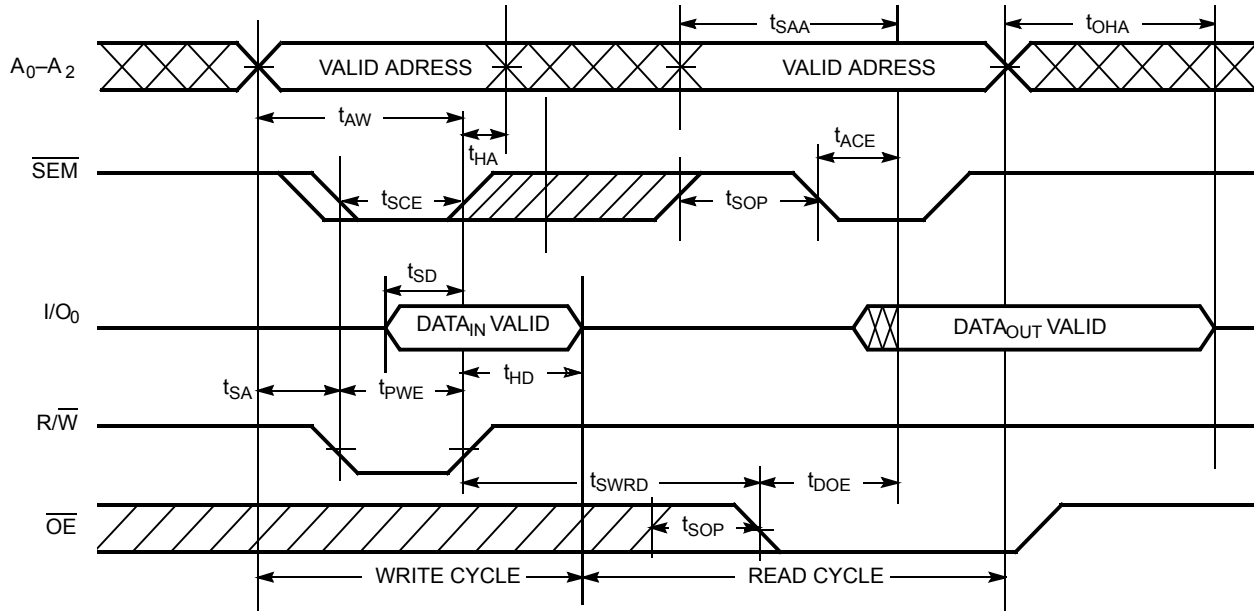 tSAA
tOHA
A0–A2
VALID ADRESS
VALID ADRESS
tAW
tHA
tACE
SEM
tSCE
tSOP
tSD
I/O0
DATAIN VALID
DATAOUT VALID
tSA
tPWE
tHD
R/W
tSWRD
tDOE
OE
tSOP
WRITE CYCLE
READ CYCLE